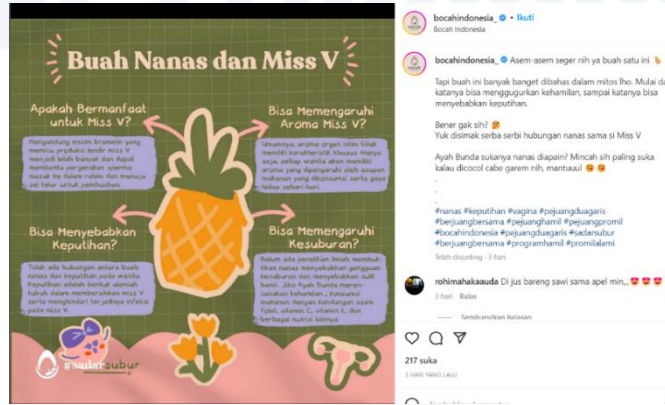 Buah Nanas dan Miss V
Apakah Bermanfaat
untuk Miss V?
Mengandung enzim bromelin yang
memicu produksi lendir miss V
menjadi lebih banyak dan dapat
membantu pergerakan sperma
masuk ke dalam rahim dan menuju
sel telur untuk pembuahan.
Bisa Memengaruhi
Aroma Miss V?
Umumnya, aroma organ intim tidak
memiliki karakteristik khusus. Hanya
saja, setiap wanita akan memiliki
aroma yang dipengaruhi oleh asupan
makanan yang dikonsumsi serta gaya
hidup sehari-hari.
Bisa Menyebabkan
Keputihan?
Tidak ada hubungan antara buah
nanas dan keputihan pada wanita.
Keputihan adalah bentuk alamiah
tubuh dalam membersihkan miss V
serta menghindari terjadinya infeksi
pada miss V.
Bisa Memengaruhi
Kesuburan?
Belum ada penelitian ilmiah membuk-
tikan nanas menyebabkan gangguan
kesuburan dan menyebabkan sulit
hamil. Jika Ayah Bunda meren-
canakan kehamilan, konsumsi
makanan dengan kandungan asam
folat, vitamin C, vitamin E, dan
berbagai nutrisi lainnya.
#sadarsubur
bocahindonesia_ • Ikuti
Bocah Indonesia
bocahindonesia_ Asem-asem seger nih ya buah satu ini
Tapi buah ini banyak banget dibahas dalam mitos lho. Mulai da
katanya bisa menggugurkan kehamilan, sampai katanya bisa
menyebabkan keputihan.
Bener gak sih?
Yuk disimak serba serbi hubungan nanas sama si Miss V
Ayah Bunda sukanya nanas diapain? Mincah sih paling suka
kalau dicocol cabe garem nih, mantuuul
.
.
.
#nanas #keputihan #vagina #pejuangduagaris
#berjuangbersama #pejuanghamil #pejuangpromil
#bocahindonesia #pejuangduagaris #sadarsubur
#berjuangbersama #programhamil #promilalami
Telah disunting · 3 hari
rohimahakaauda Di jus bareng sawi sama apel min,,,
3 hari Balas
Sembunyikan balasan
217 suka
3 HARI YANG LALU